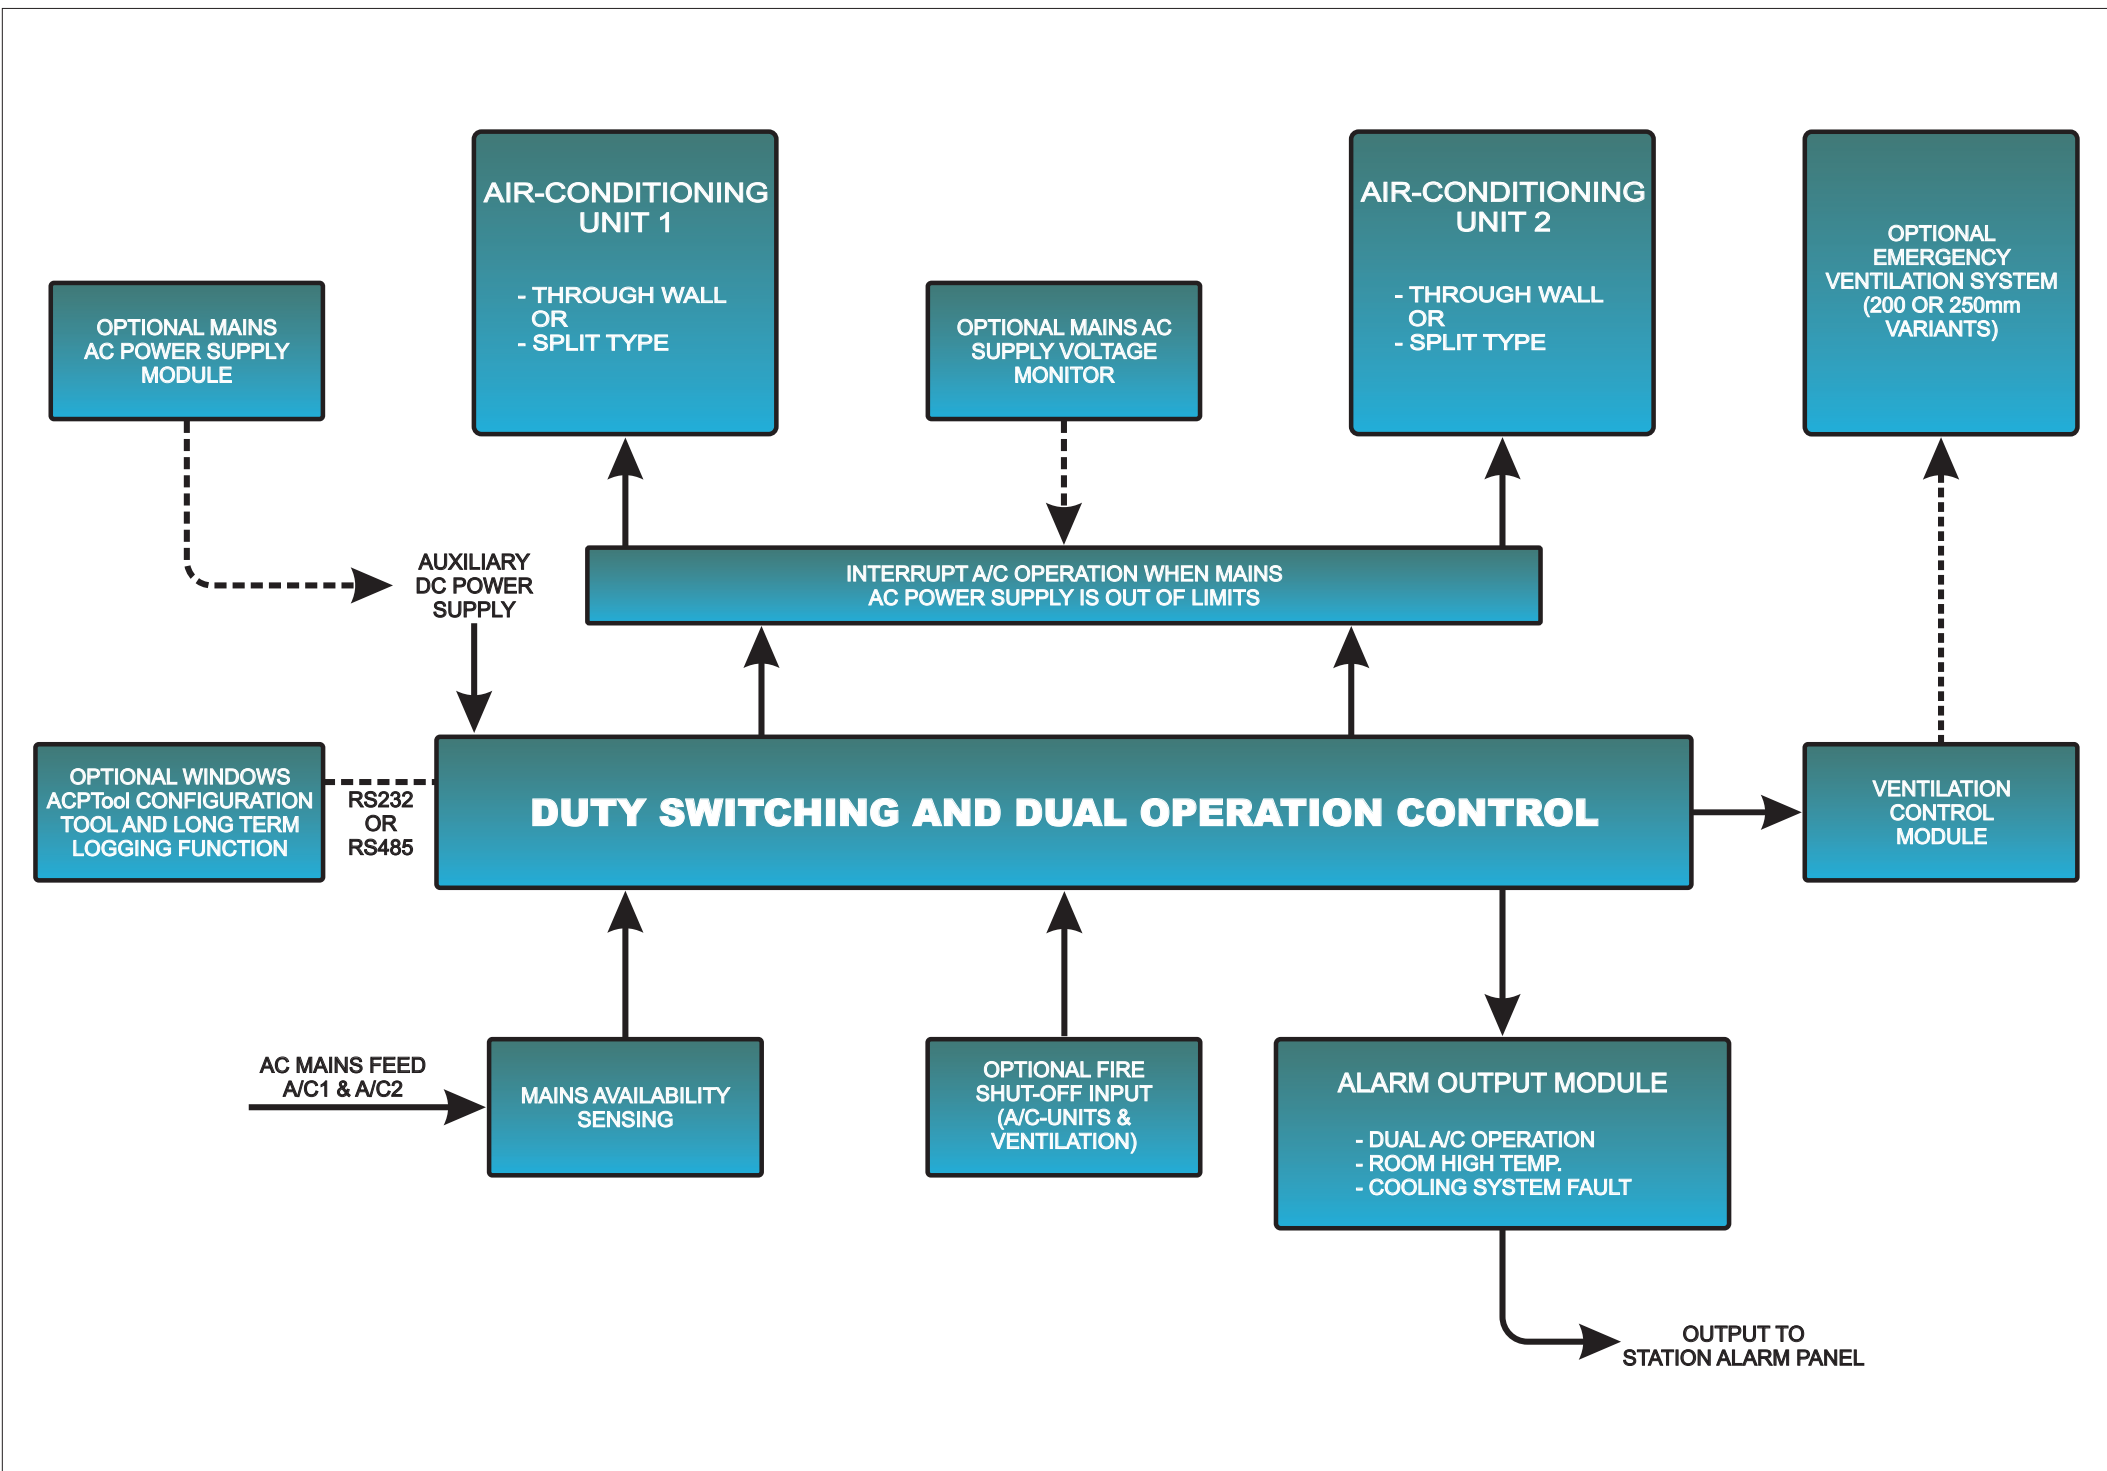 AIR-CONDITIONING
UNIT 1
- THROUGH WALL
OR
- SPLIT TYPE
AIR-CONDITIONING
UNIT 2
- THROUGH WALL
OR
- SPLIT TYPE
OPTIONAL
EMERGENCY
VENTILATION SYSTEM
(200 OR 250mm
VARIANTS)
OPTIONAL MAINS
AC POWER SUPPLY
MODULE
OPTIONAL MAINS AC
SUPPLY VOLTAGE
MONITOR
AUXILIARY
DC POWER
SUPPLY
INTERRUPT A/C OPERATION WHEN MAINS
AC POWER SUPPLY IS OUT OF LIMITS
OPTIONAL WINDOWS
ACPTool CONFIGURATION
TOOL AND LONG TERM
LOGGING FUNCTION
RS232
OR
RS485
DUTY SWITCHING AND DUAL OPERATION CONTROL
VENTILATION
CONTROL
MODULE
AC MAINS FEED
A/C1 & A/C2
MAINS AVAILABILITY
SENSING
OPTIONAL FIRE
SHUT-OFF INPUT
(A/C-UNITS &
VENTILATION)
ALARM OUTPUT MODULE
- DUAL A/C OPERATION
- ROOM HIGH TEMP.
- COOLING SYSTEM FAULT
OUTPUT TO
STATION ALARM PANEL